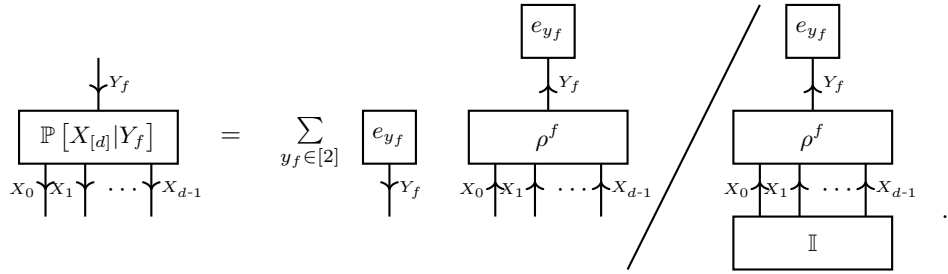 e_{y_f} e_{y_f}
Y_f Y_f Y_f
ℙ [X_{[d]}|Y_f] = ∑_{y_f∈[2]} e_{y_f} ρ^f ρ^f
X_0 X_1 ⋯ X_{d-1} Y_f X_0 X_1 ⋯ X_{d-1} X_0 X_1 ⋯ X_{d-1}
𝕀 .